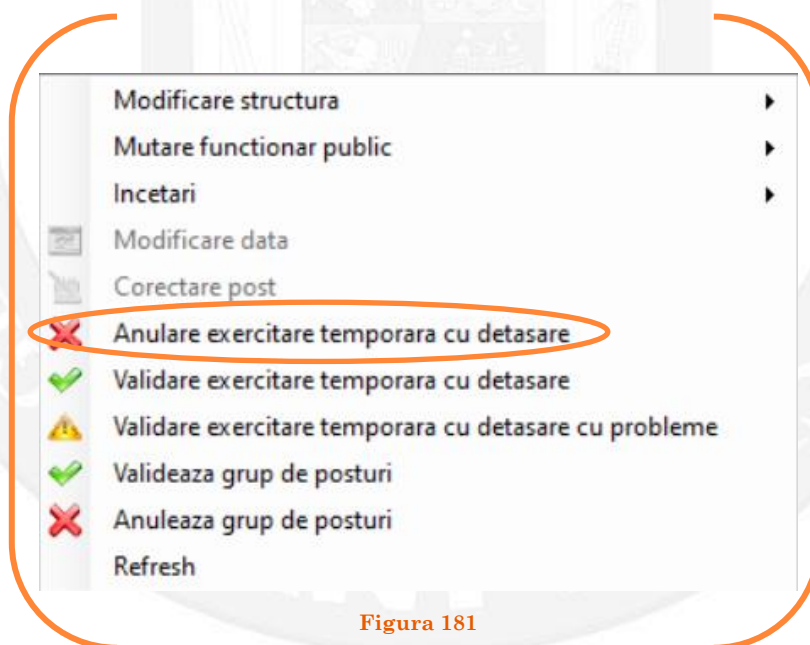 Modificare structura
Mutare functionar public
Incetari
Modificare data
Corectare post
Anulare exercitare temporara cu detasare
Validare exercitare temporara cu detasare
Validare exercitare temporara cu detasare cu probleme
Valideaza grup de posturi
Anuleaza grup de posturi
Refresh
Figura 181